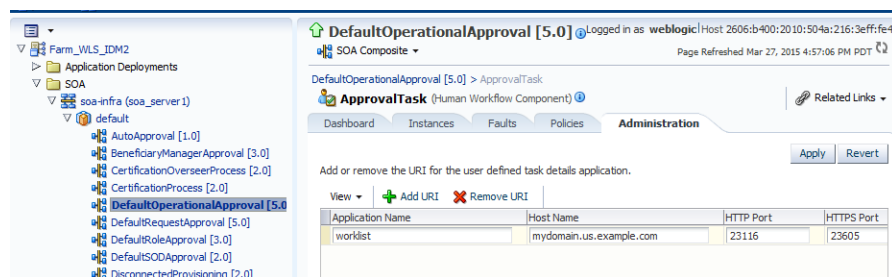 Farm_WLS_IDM2
Application Deployments
SOA
soa-infra (soa_server1)
default
AutoApproval [1.0]
BeneficiaryManagerApproval [3.0]
CertificationOverseerProcess [2.0]
CertificationProcess [2.0]
DefaultOperationalApproval [5.0
DefaultRequestApproval [5.0]
DefaultRoleApproval [3.0]
DefaultSODApproval [2.0]
DisconnectedProvisioning [2.0]
DefaultOperationalApproval [5.0] Logged in as weblogic Host 2606:b400:2010:504a:216:3eff:fe4
SOA Composite Page Refreshed Mar 27, 2015 4:57:06 PM PDT
DefaultOperationalApproval [5.0] > ApprovalTask
ApprovalTask (Human Workflow Component) Related Links
Dashboard Instances Faults Policies Administration
Apply Revert
Add or remove the URI for the user defined task details application.
View Add URI Remove URI
Application Name Host Name HTTP Port HTTPS Port
worklist mydomain.us.example.com 23116 23605